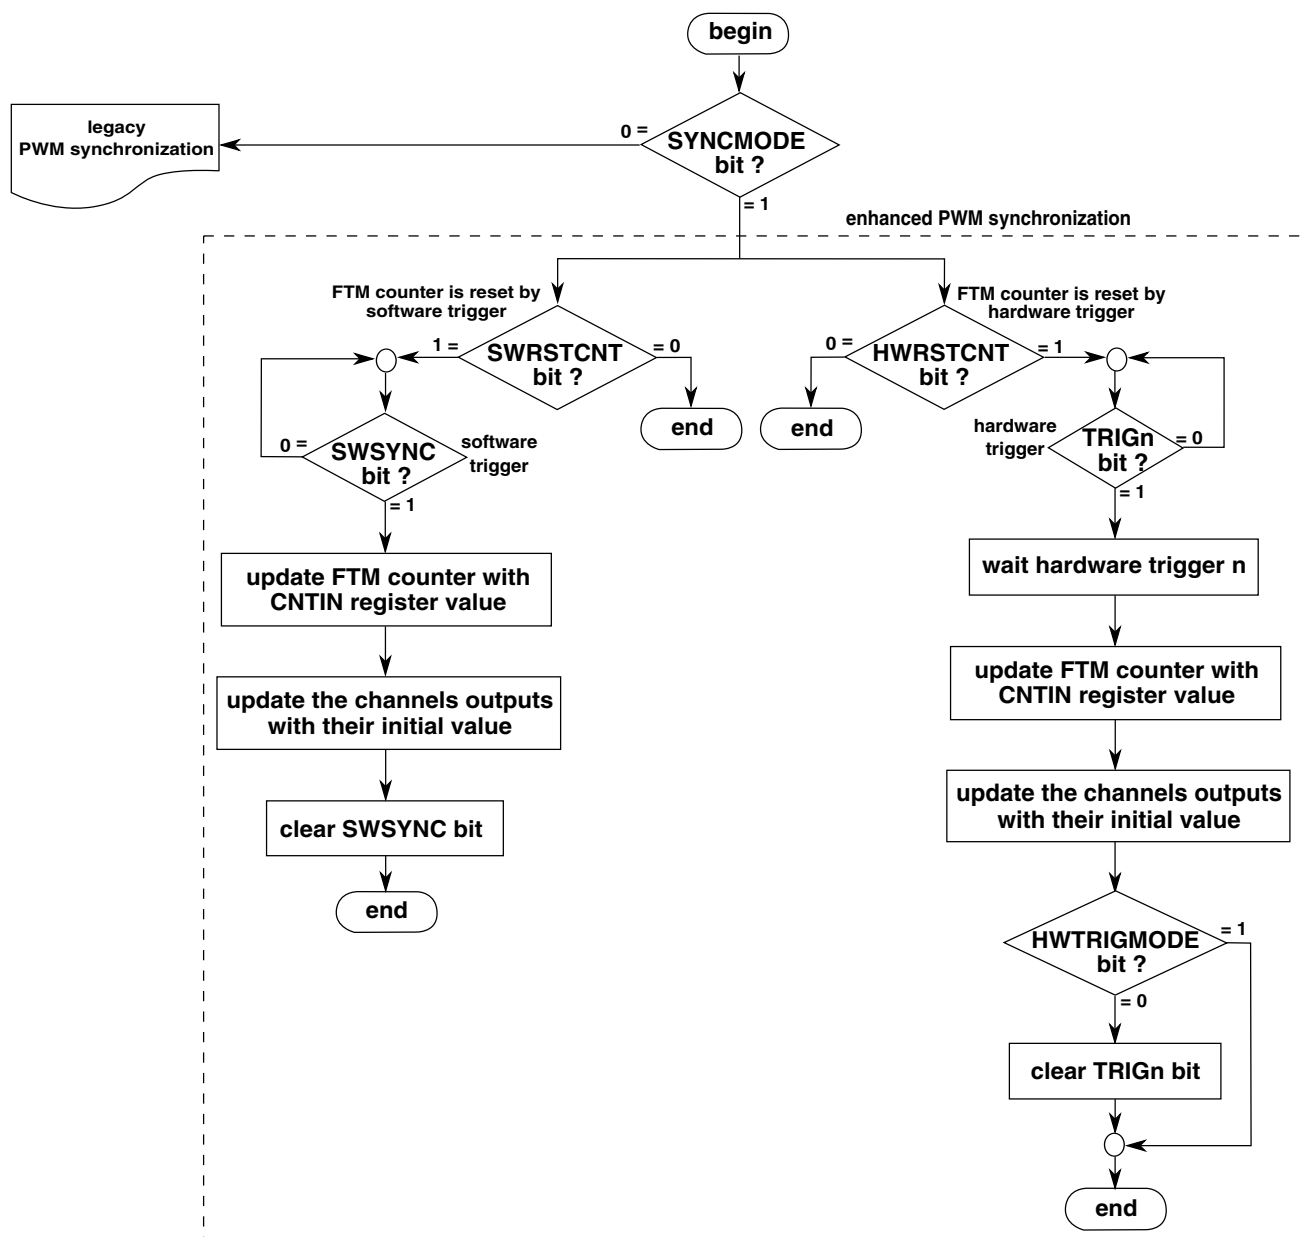 begin
legacy
PWM synchronization
0 =
SYNCMODE
bit ?
= 1
enhanced PWM synchronization
FTM counter is reset by
software trigger
1 =
SWRSTCNT
bit ?
= 0
end
FTM counter is reset by
hardware trigger
0 =
HWRSTCNT
bit ?
= 1
end
0 =
SWSYNC
bit ?
software
trigger
= 1
hardware
trigger
TRIGn
bit ?
= 0
= 1
update FTM counter with
CNTIN register value
update the channels outputs
with their initial value
clear SWSYNC bit
end
wait hardware trigger n
update FTM counter with
CNTIN register value
update the channels outputs
with their initial value
HWTRIGMODE
bit ?
= 1
= 0
clear TRIGn bit
end